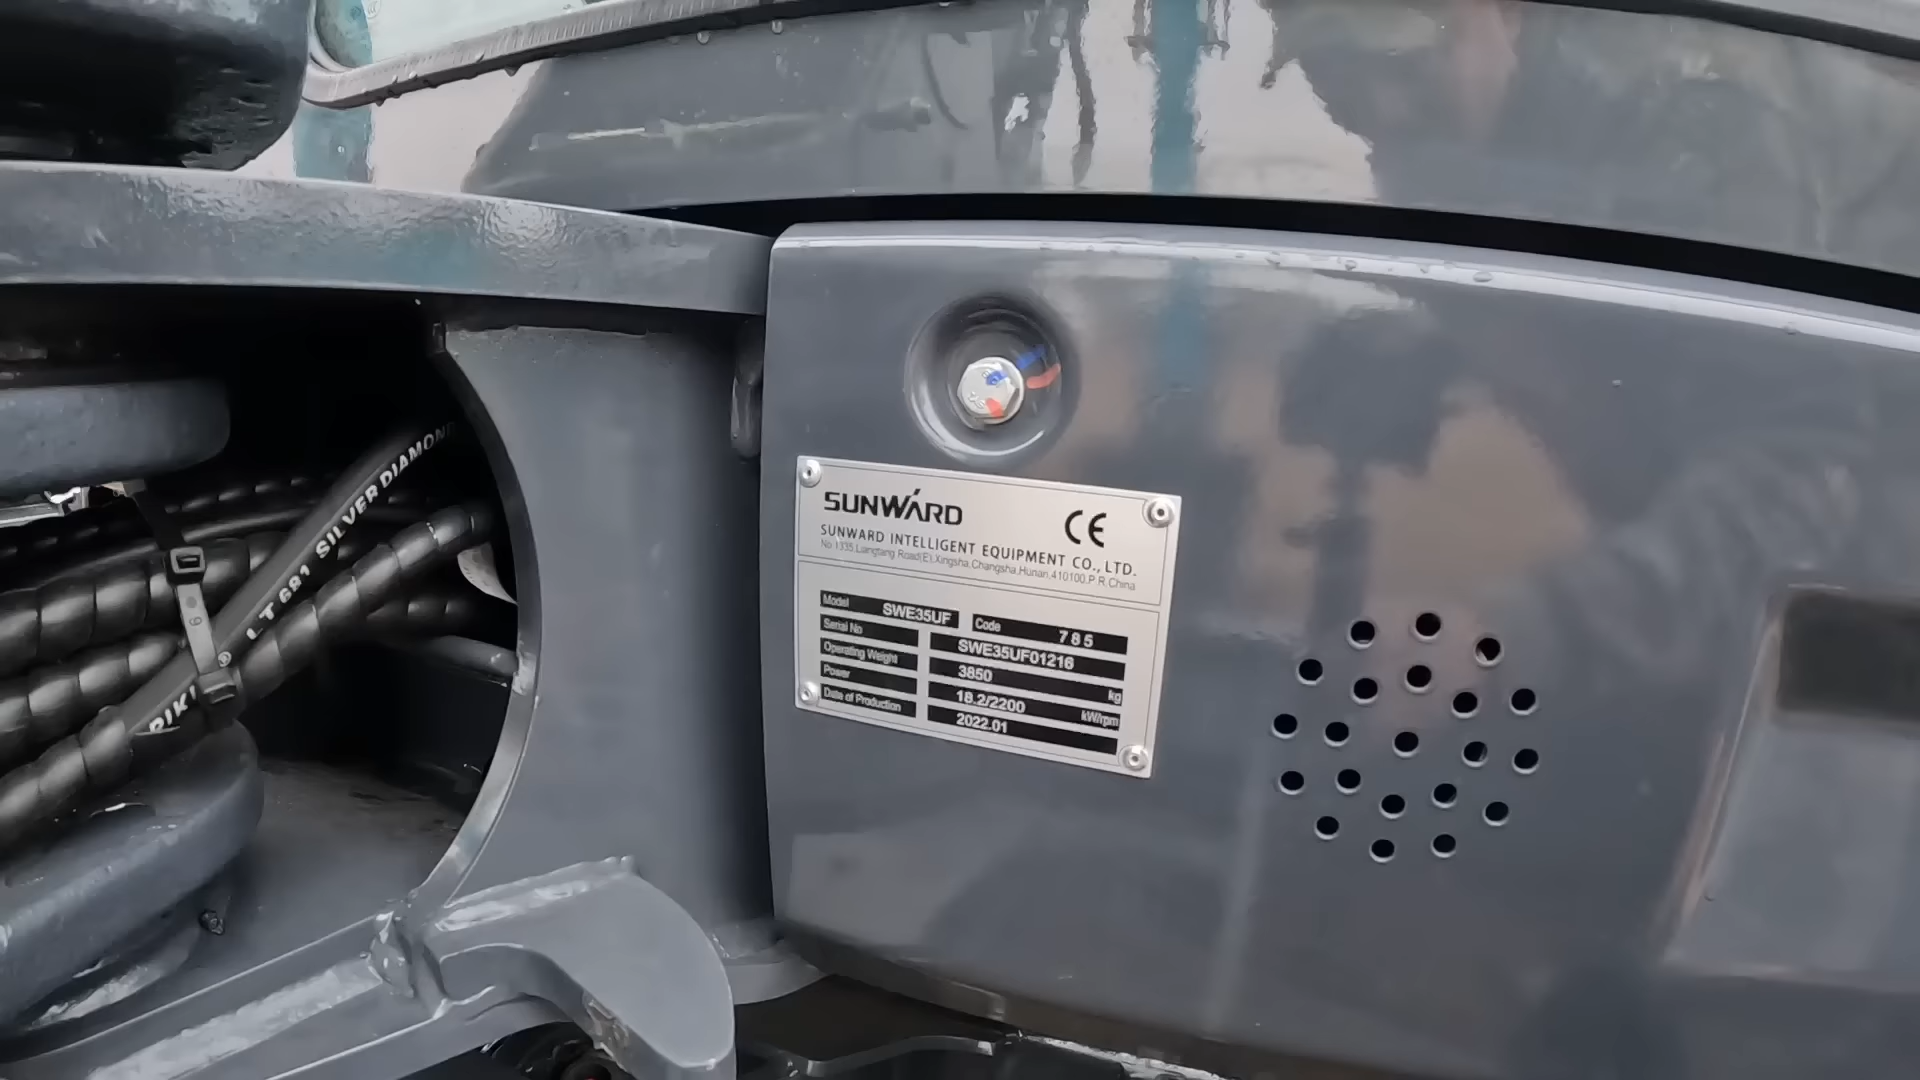 SUNWARD
CE
SUNWARD INTELLIGENT EQUIPMENT CO., LTD.
No 1335,Liangtang Road(E),Xingsha,Changsha,Hunan,410100,P.R.China
Model SWE35UF Code 785
Serial No SWE35UF01216
Operating Weight 3850 kg
Power 18.2/2200 kW/rpm
Date of Production 2022.01
LT 681 SILVER DIAMOND